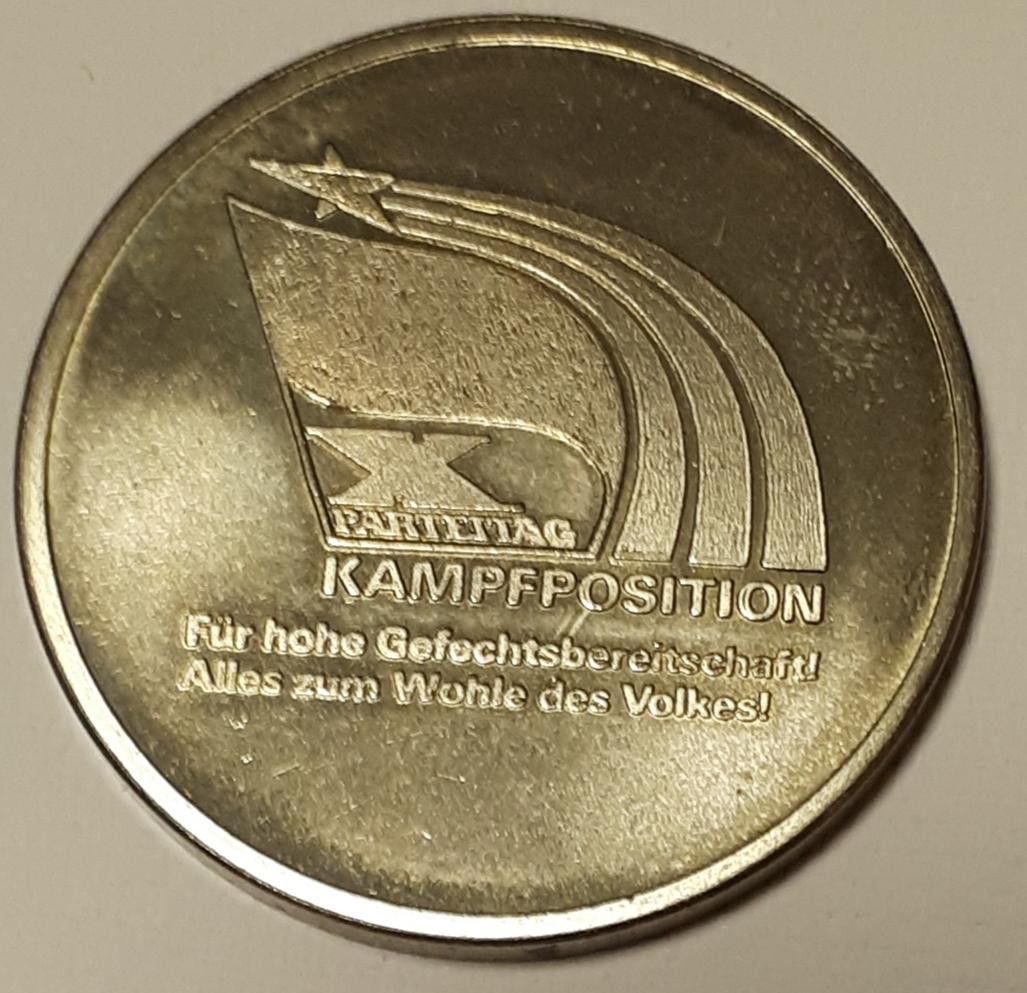 X
PARTEITAG
KAMPFPOSITION
Für hohe Gefechtsbereitschaft!
Alles zum Wohle des Volkes!